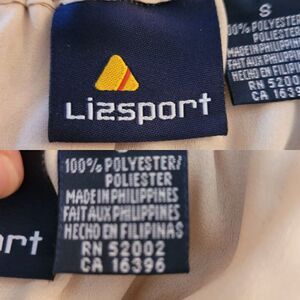 Lizsport
S
100% POLYESTER/
POLIESTER
MADE IN PHILIPPINES
FAIT AUX PHILIPPINES
HECHO EN FILIPINAS
RN 52002
CA 16396
port
100% POLYESTER/
POLIESTER
MADE IN PHILIPPINES
FAIT AUX PHILIPPINES
HECHO EN FILIPINAS
RN 52002
CA 16396